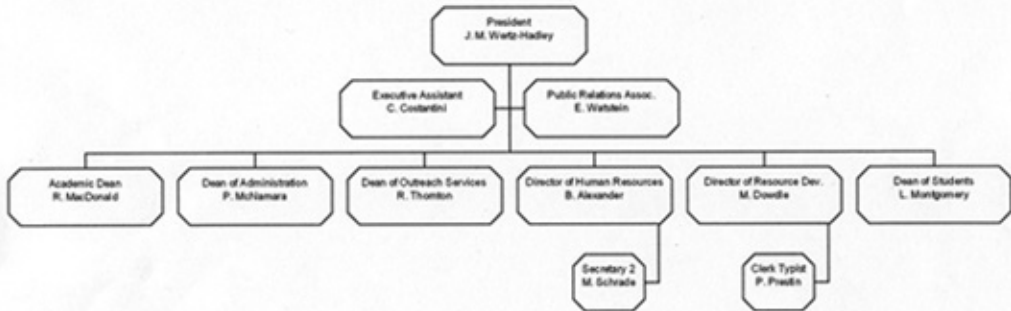 President
J. M. Wertz-Hadley
Executive Assistant
C. Costantini
Public Relations Assoc.
E. Watstein
Academic Dean
R. MacDonald
Dean of Administration
P. McNamara
Dean of Outreach Services
R. Thornton
Director of Human Resources
B. Alexander
Director of Resource Dev.
M. Dowdle
Dean of Students
L. Montgomery
Secretary 2
M. Schrade
Clerk Typist
P. Prestin